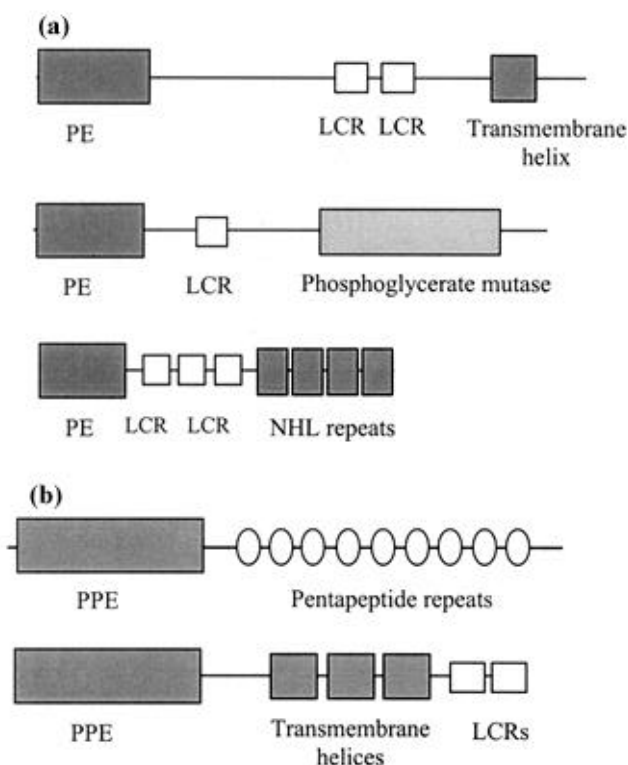 (a)
PE LCR LCR Transmembrane
helix
PE LCR Phosphoglycerate mutase
PE LCR LCR NHL repeats
(b)
PPE Pentapeptide repeats
PPE Transmembrane LCRs
helices